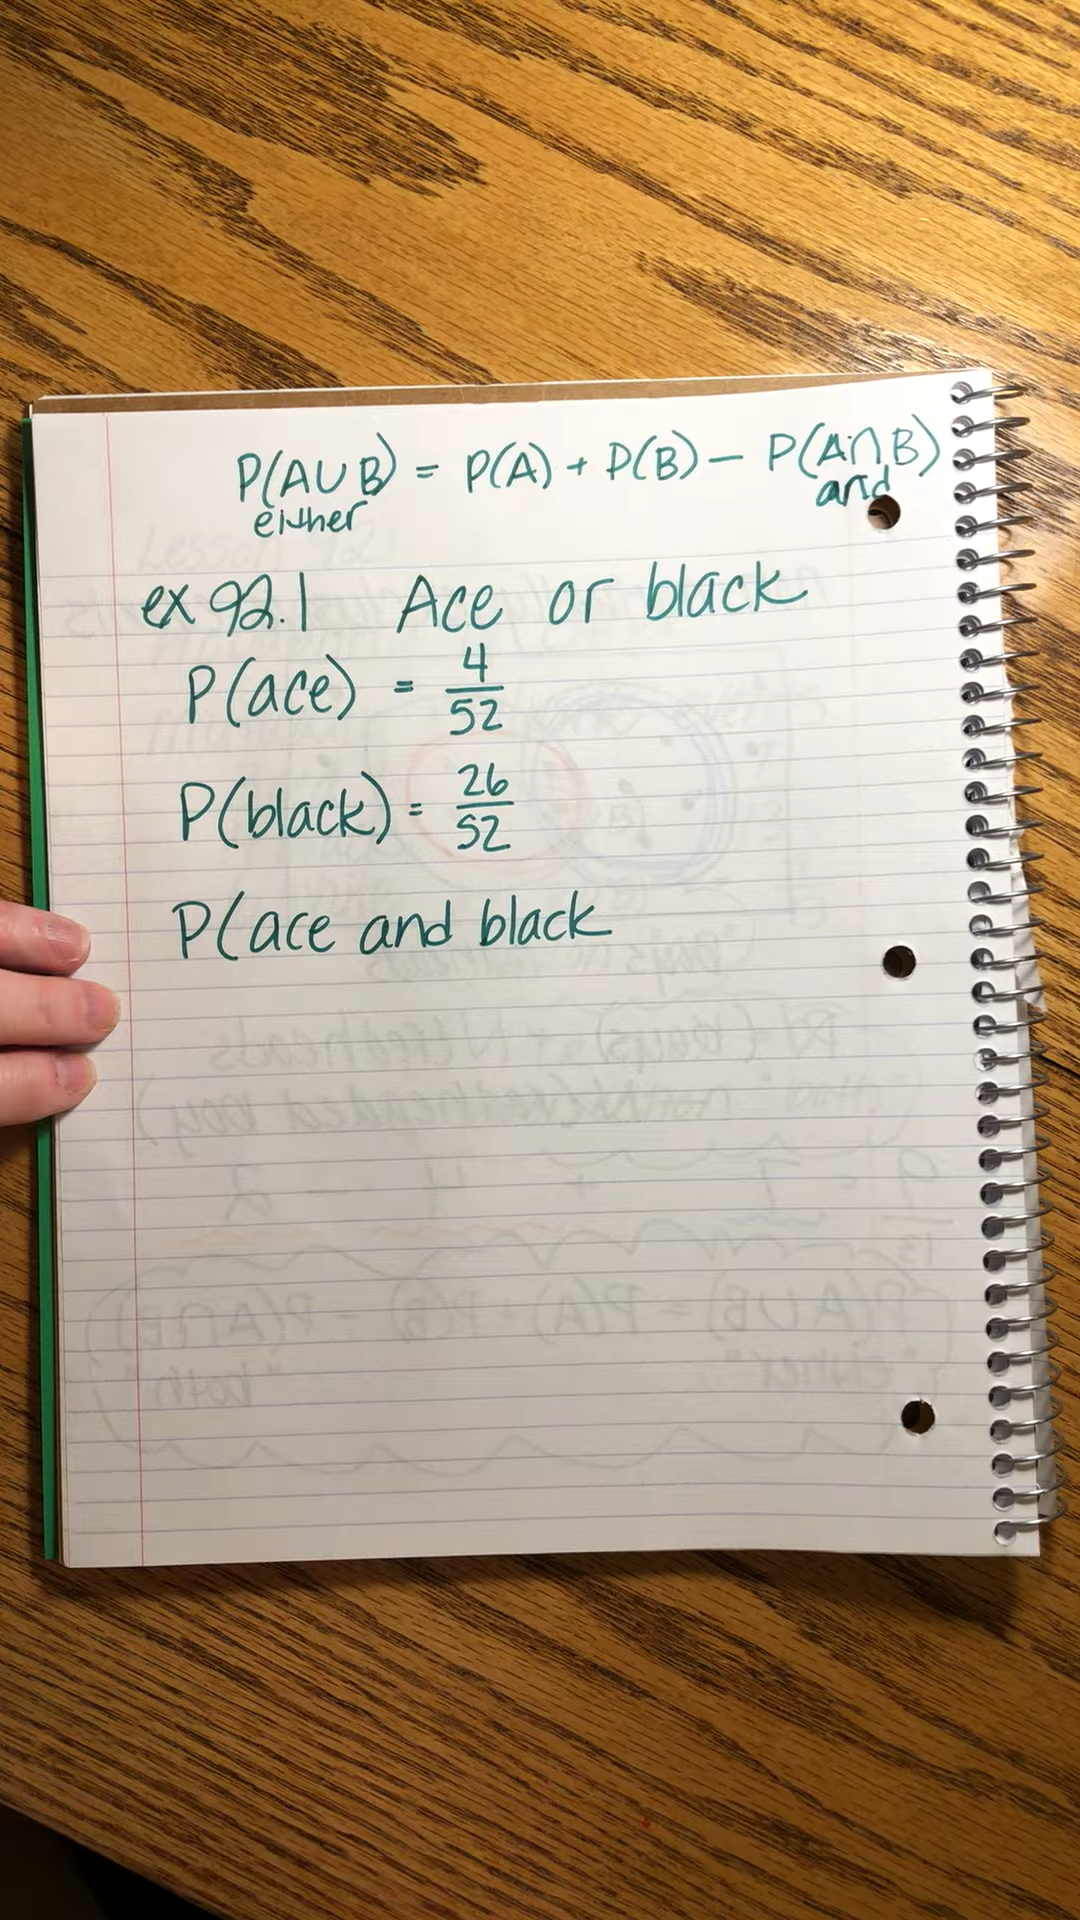 P(A∪B) = P(A) + P(B) − P(A∩B)
either and
ex 92.1 Ace or black
P(ace) = 4/52
P(black) = 26/52
P(ace and black